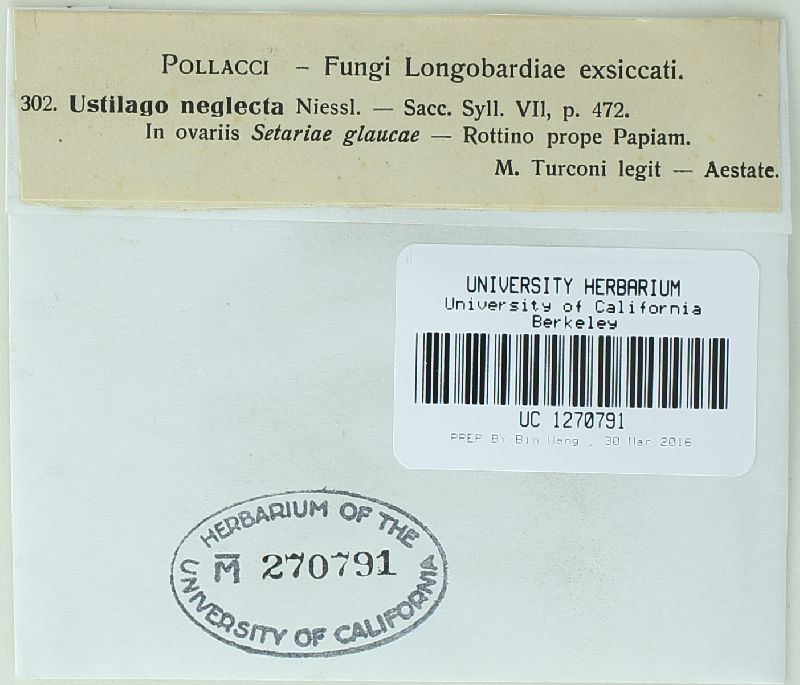 POLLACCI – Fungi Longobardiae exsiccati.
302. Ustilago neglecta Niessl. — Sacc. Syll. VII, p. 472.
In ovariis Setariae glaucae — Rottino prope Papiam.
M. Turconi legit — Aestate.
UNIVERSITY HERBARIUM
University of California
Berkeley
UC 1270791
PREP BY Bin Wang . 30 Mar 2016
HERBARIUM OF THE
M 270791
UNIVERSITY OF CALIFORNIA